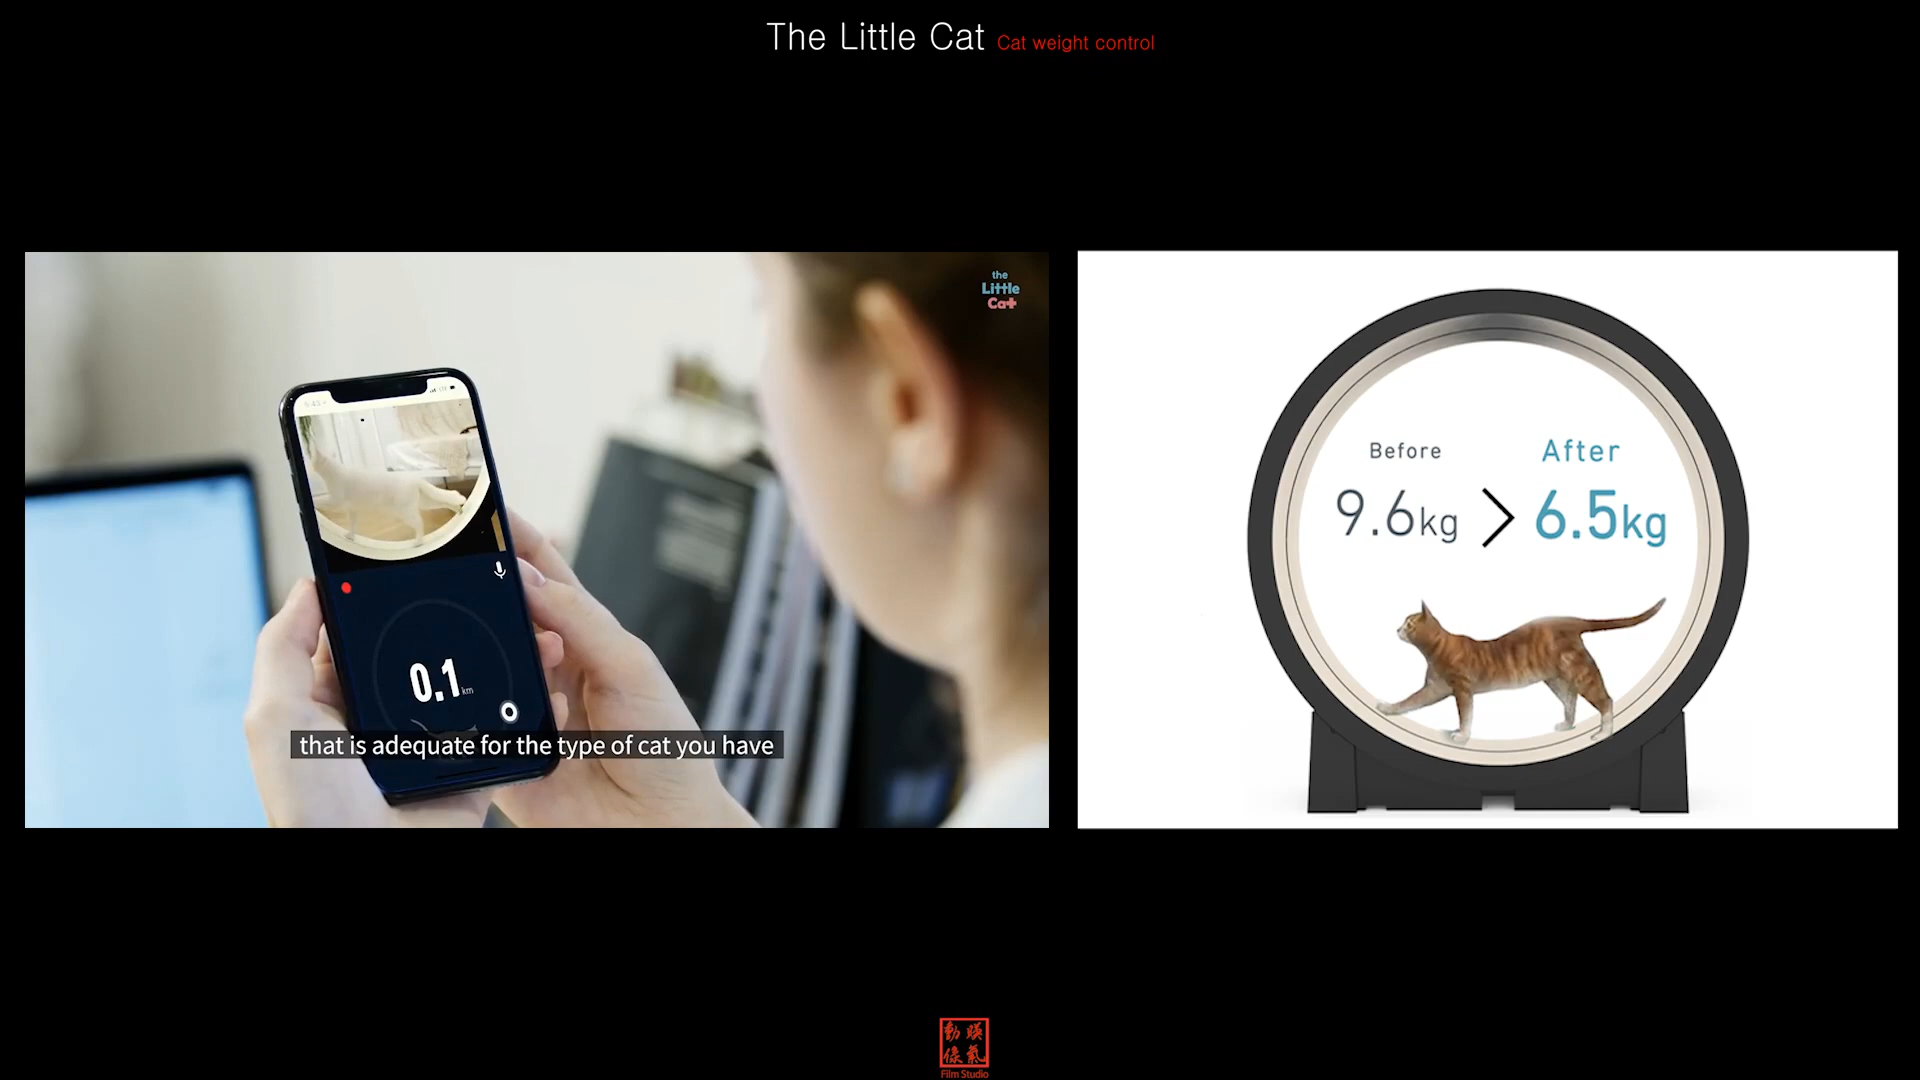 The Little Cat Cat weight control
the
Little
Cat
0.1 km
that is adequate for the type of cat you have
Before
After
9.6kg > 6.5kg
Film Studio